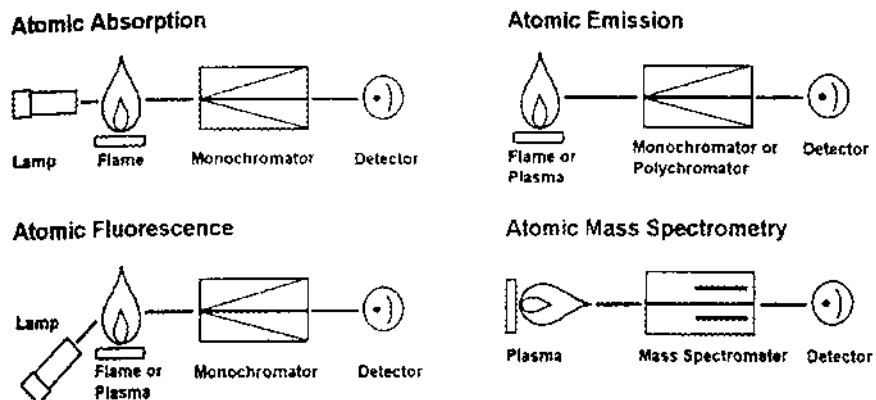 Atomic Absorption
Lamp
Flame
Monochromator
Detector
Atomic Emission
Flame or
Plasma
Monochromator or
Polychromator
Detector
Atomic Fluorescence
Lamp
Flame or
Plasma
Monochromator
Detector
Atomic Mass Spectrometry
Plasma
Mass Spectrometer
Detector